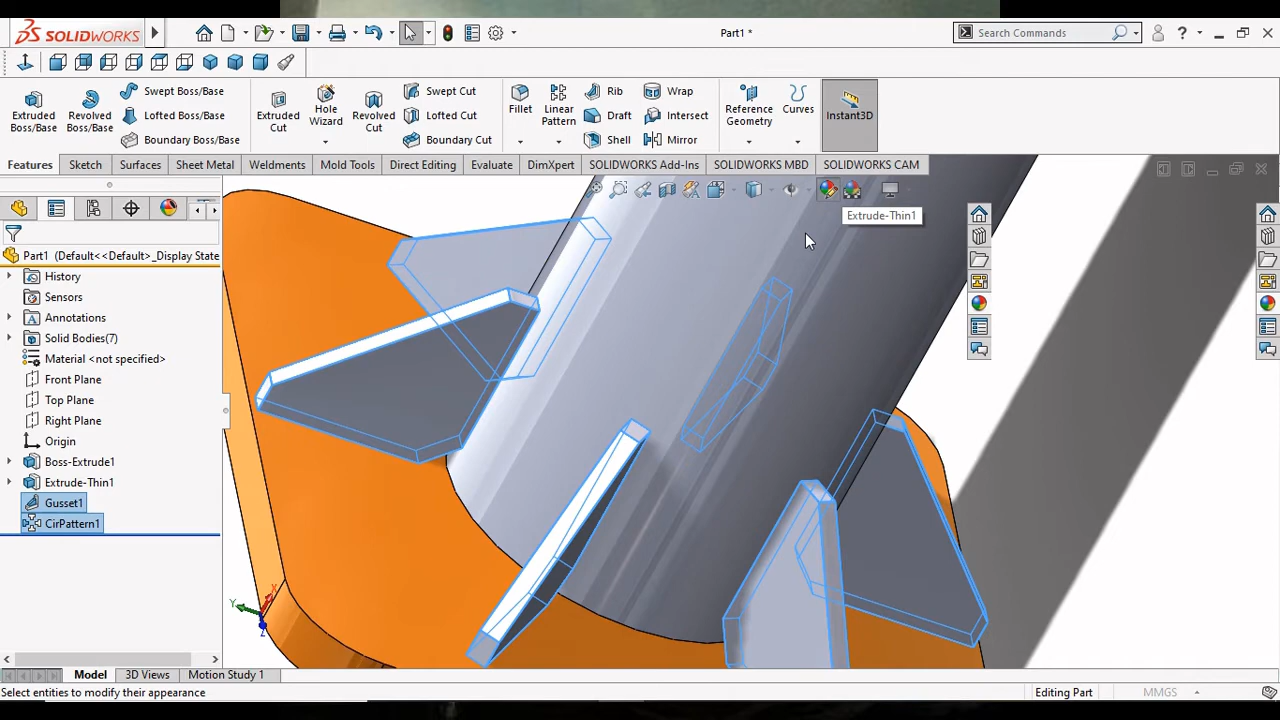 SOLIDWORKS
Part1 *
Search Commands
Extruded Boss/Base
Revolved Boss/Base
Swept Boss/Base
Lofted Boss/Base
Boundary Boss/Base
Extruded Cut
Hole Wizard
Revolved Cut
Swept Cut
Lofted Cut
Boundary Cut
Fillet
Linear Pattern
Rib
Draft
Shell
Wrap
Intersect
Mirror
Reference Geometry
Curves
Instant3D
Features
Sketch
Surfaces
Sheet Metal
Weldments
Mold Tools
Direct Editing
Evaluate
DimXpert
SOLIDWORKS Add-Ins
SOLIDWORKS MBD
SOLIDWORKS CAM
Extrude-Thin1
Part1 (Default<<Default>_Display State
History
Sensors
Annotations
Solid Bodies(7)
Material <not specified>
Front Plane
Top Plane
Right Plane
Origin
Boss-Extrude1
Extrude-Thin1
Gusset1
CirPattern1
Y
X
Z
Model
3D Views
Motion Study 1
Select entities to modify their appearance
Editing Part
MMGS